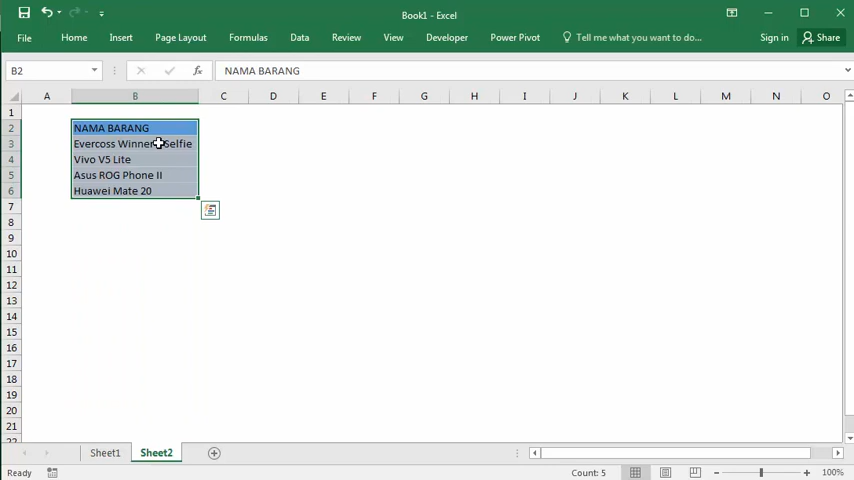 Book1 - Excel
File Home Insert Page Layout Formulas Data Review View Developer Power Pivot Tell me what you want to do... Sign in Share
B2 fx NAMA BARANG
A B C D E F G H I J K L M N O
1
2 NAMA BARANG
3 Evercoss Winner Selfie
4 Vivo V5 Lite
5 Asus ROG Phone II
6 Huawei Mate 20
7
8
9
10
11
12
13
14
15
16
17
18
19
20
21
22
Sheet1 Sheet2
Ready Count: 5 100%